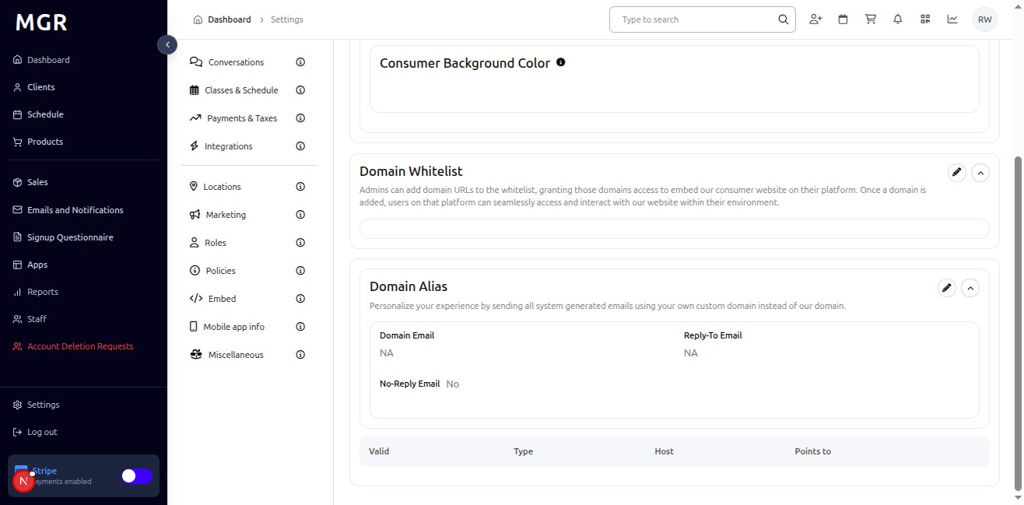 MGR
Dashboard
Clients
Schedule
Products
Sales
Emails and Notifications
Signup Questionnaire
Apps
Reports
Staff
Account Deletion Requests
Settings
Log out
Stripe
ayments enabled
N
Dashboard > Settings
Type to search
RW
Conversations
Classes & Schedule
Payments & Taxes
Integrations
Locations
Marketing
Roles
Policies
Embed
Mobile app info
Miscellaneous
Consumer Background Color
Domain Whitelist
Admins can add domain URLs to the whitelist, granting those domains access to embed our consumer website on their platform. Once a domain is
added, users on that platform can seamlessly access and interact with our website within their environment.
Domain Alias
Personalize your experience by sending all system generated emails using your own custom domain instead of our domain.
Domain Email Reply-To Email
NA NA
No-Reply Email No
Valid Type Host Points to